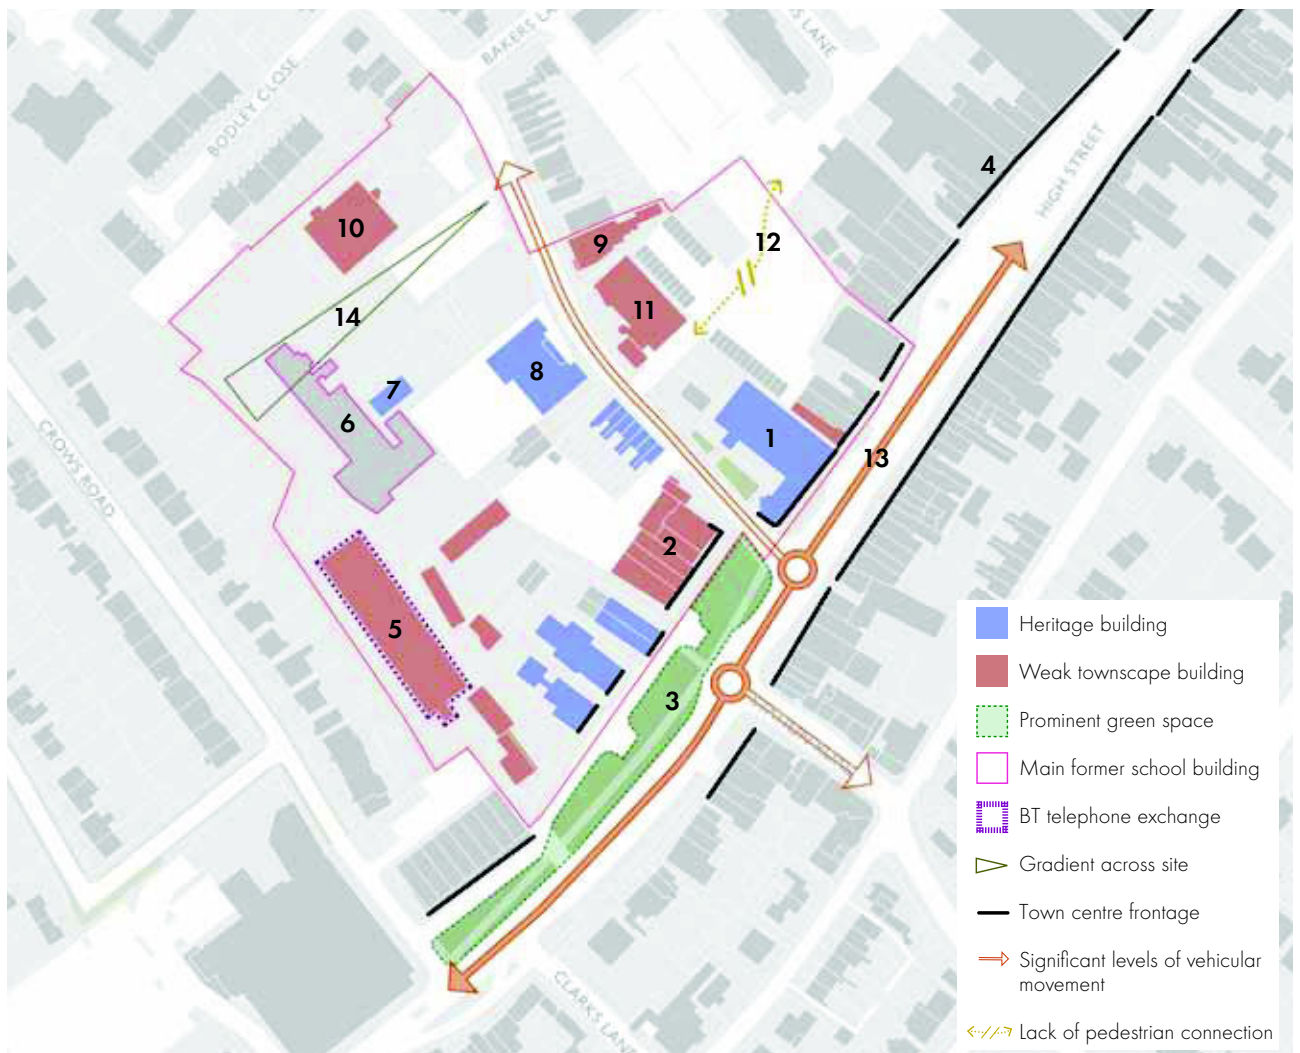 BAKERS LA
S LANE
BODLEY CLOSE
HIGH STREET
CROWS ROAD
CLARKS LANE
4
10
9
12
11
14
8
7
6
1
13
2
5
3
Heritage building
Weak townscape building
Prominent green space
Main former school building
BT telephone exchange
Gradient across site
Town centre frontage
Significant levels of vehicular
movement
Lack of pedestrian connection